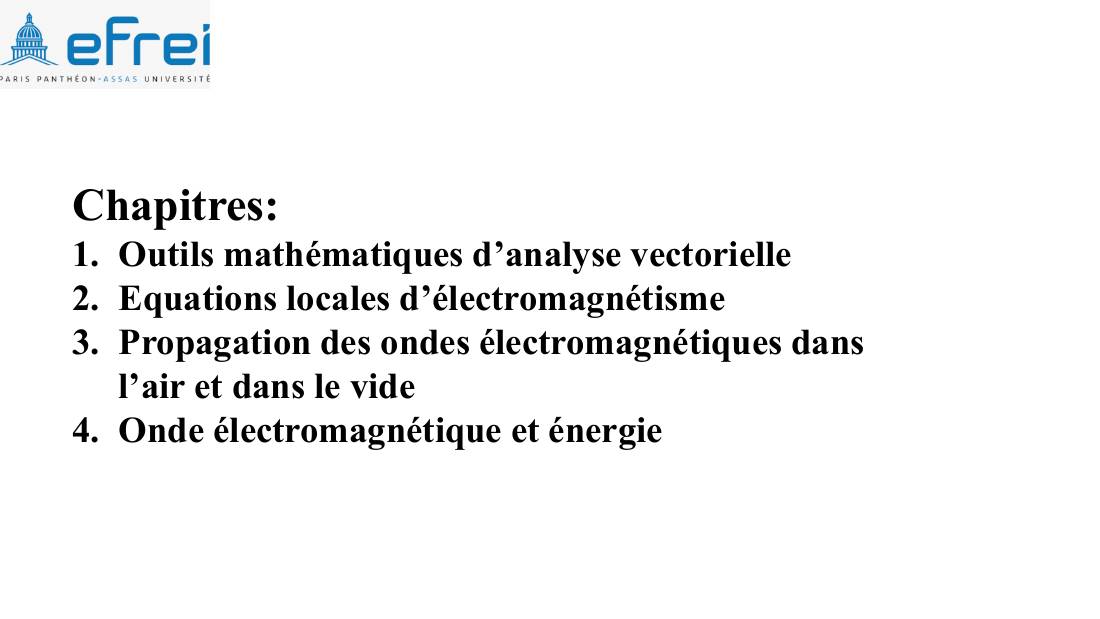 efrei
PARIS PANTHÉON-ASSAS UNIVERSITÉ
Chapitres:
1. Outils mathématiques d’analyse vectorielle
2. Equations locales d’électromagnétisme
3. Propagation des ondes électromagnétiques dans
l’air et dans le vide
4. Onde électromagnétique et énergie